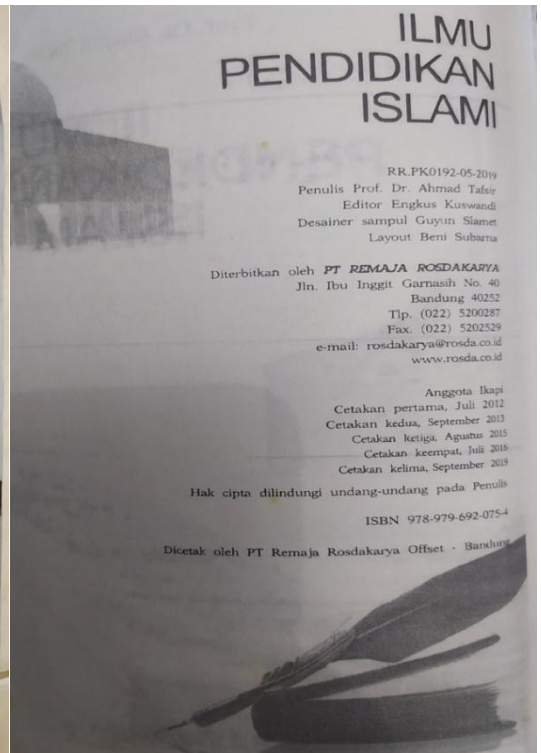 ILMU
PENDIDIKAN
ISLAMI
RR.PK0192-05-2019
Penulis Prof. Dr. Ahmad Tafsir
Editor Engkus Kuswandi
Desainer sampul Guyun Slamet
Layout Beni Subarna
Diterbitkan oleh PT REMAJA ROSDAKARYA
Jln. Ibu Inggit Garnasih No. 40
Bandung 40252
Tlp. (022) 5200287
Fax. (022) 5202529
e-mail: rosdakarya@rosda.co.id
www.rosda.co.id
Anggota Ikapi
Cetakan pertama, Juli 2012
Cetakan kedua, September 2013
Cetakan ketiga, Agustus 2015
Cetakan keempat, Juli 2016
Cetakan kelima, September 2019
Hak cipta dilindungi undang-undang pada Penulis
ISBN 978-979-692-075-4
Dicetak oleh PT Remaja Rosdakarya Offset - Bandung